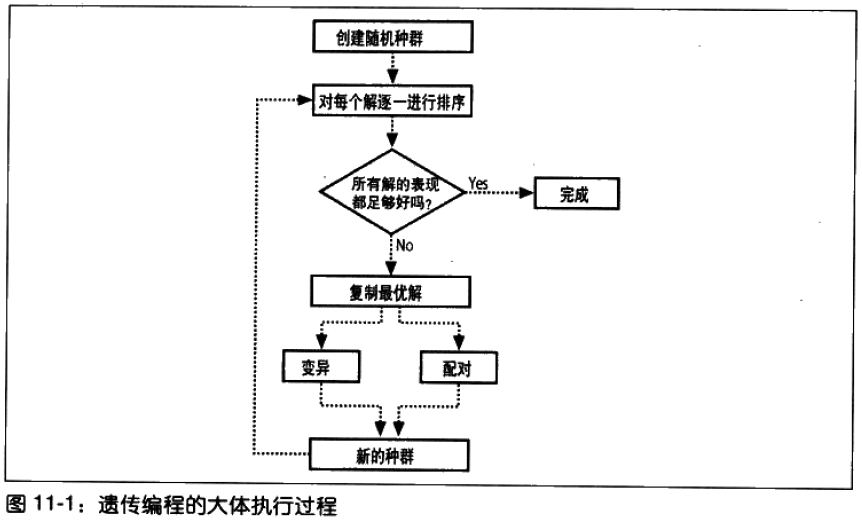 创建随机种群
对每个解逐一进行排序
所有解的表现
都足够好吗?
Yes
完成
No
复制最优解
变异
配对
新的种群
图 11-1：遗传编程的大体执行过程